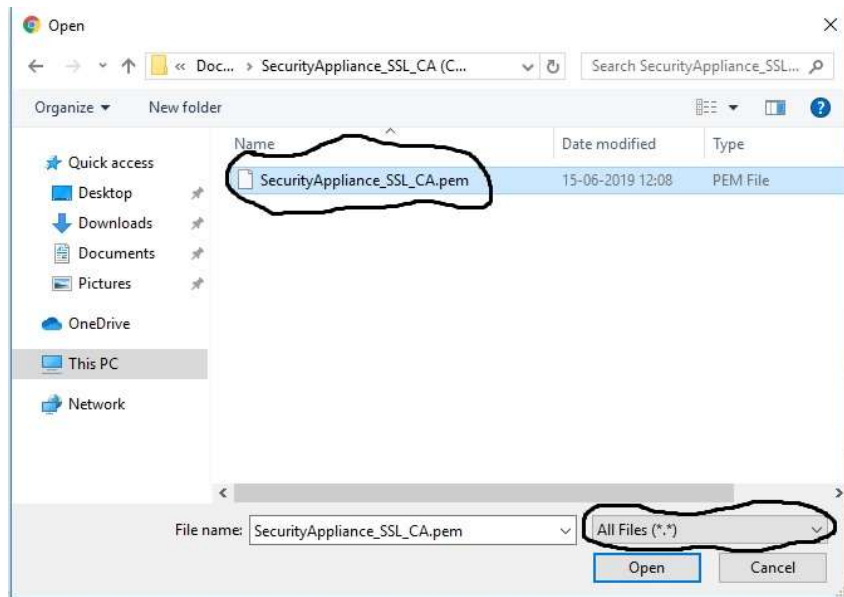 Open
« Doc... › SecurityAppliance_SSL_CA (C...
Search SecurityAppliance_SSL...
Organize
New folder
Name
Date modified
Type
SecurityAppliance_SSL_CA.pem
15-06-2019 12:08
PEM File
Quick access
Desktop
Downloads
Documents
Pictures
OneDrive
This PC
Network
File name:
SecurityAppliance_SSL_CA.pem
All Files (*.*)
Open
Cancel